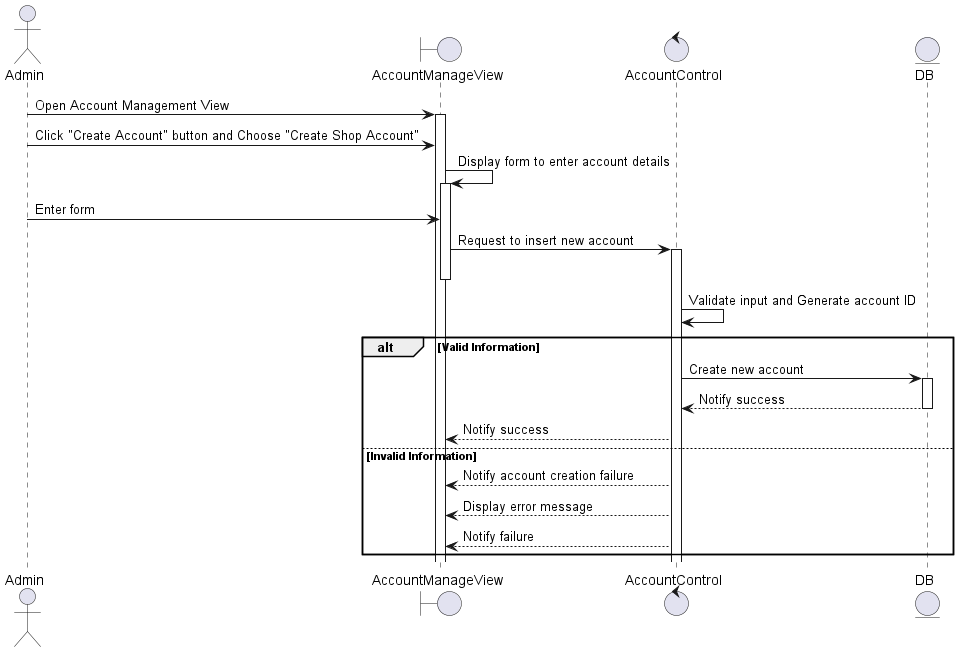 Admin
AccountManageView
AccountControl
DB
Open Account Management View
Click "Create Account" button and Choose "Create Shop Account"
Display form to enter account details
Enter form
Request to insert new account
Validate input and Generate account ID
alt
[Valid Information]
Create new account
Notify success
Notify success
[Invalid Information]
Notify account creation failure
Display error message
Notify failure
Admin
AccountManageView
AccountControl
DB